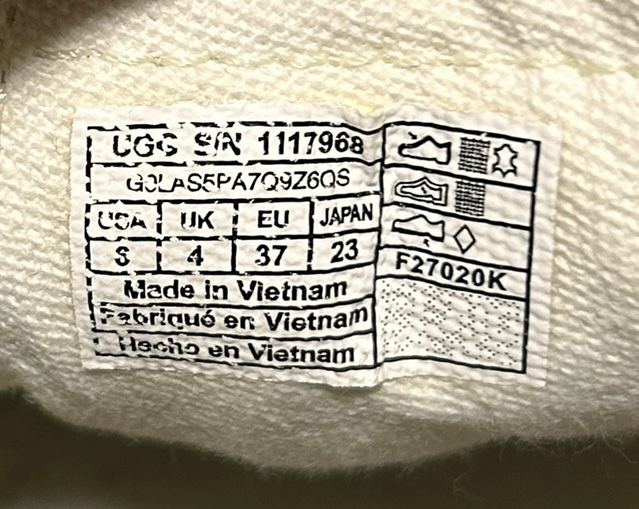 UGG S/N 1117968
USA UK EU JAPAN
4 37 23
Made in Vietnam
Fabriqué en Vietnam
Hecho en Vietnam
F27020K